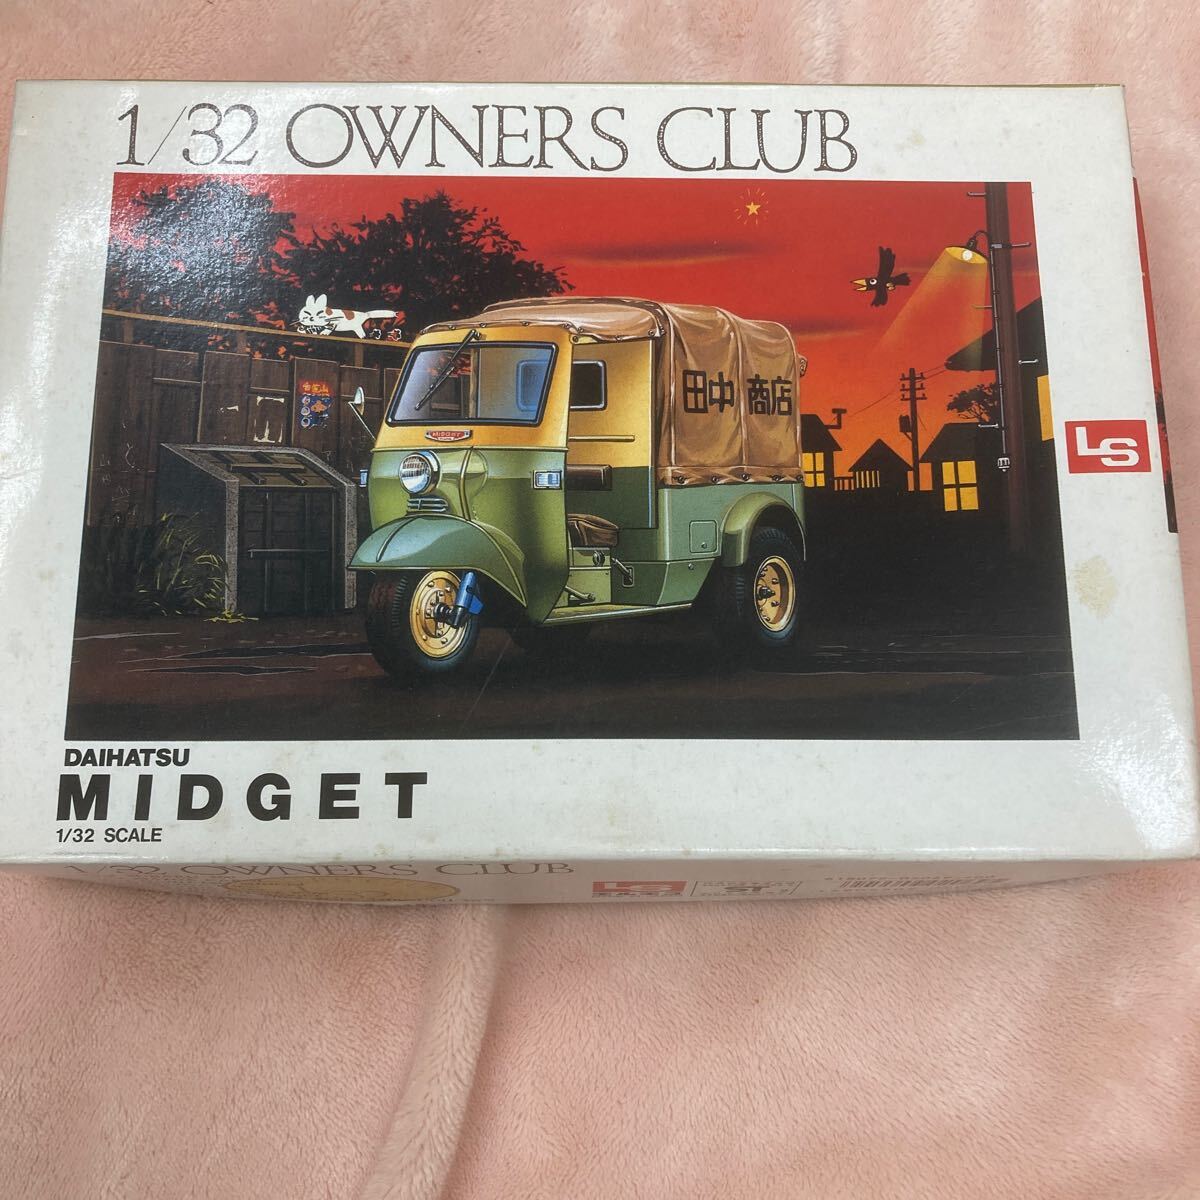 1/32 OWNERS CLUB
MIDGET
田中商店
LS
DAIHATSU
MIDGET
1/32 SCALE
1/32 OWNERS CLUB
LS